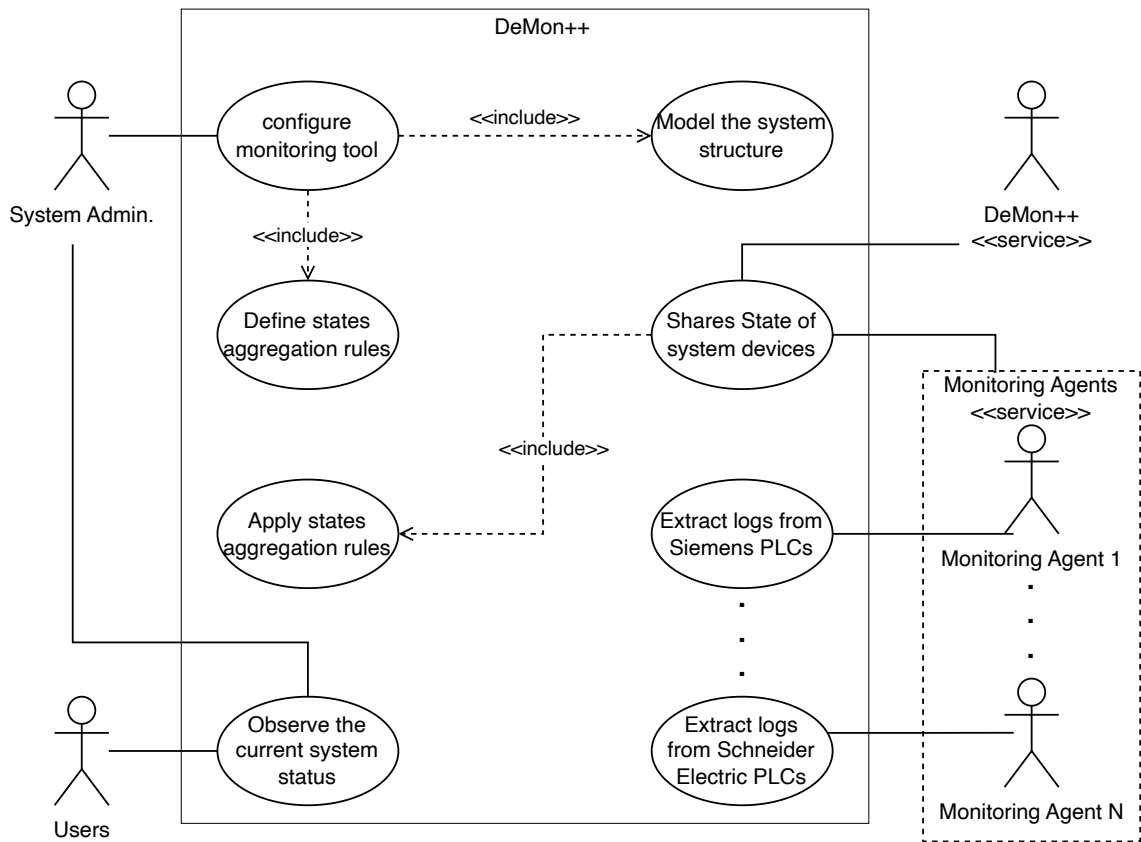 DeMon++
configure
monitoring tool
<<include>>
Model the system
structure
System Admin.
DeMon++
<<service>>
<<include>>
Define states
aggregation rules
Shares State of
system devices
Monitoring Agents
<<service>>
<<include>>
Apply states
aggregation rules
Extract logs from
Siemens PLCs
Monitoring Agent 1
Observe the
current system
status
Extract logs
from Schneider
Electric PLCs
Users
Monitoring Agent N